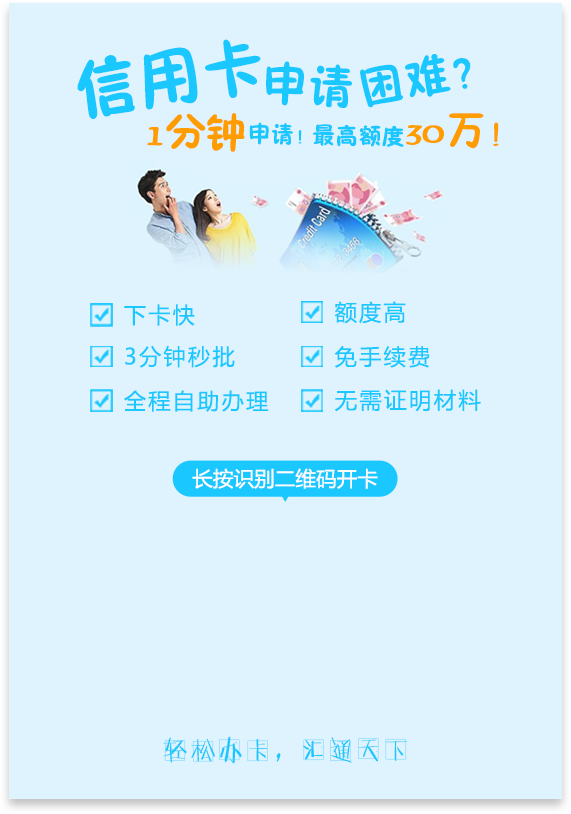 信用卡申请困难?
1分钟申请!最高额度30万!
Credit Card
下卡快
额度高
3分钟秒批
免手续费
全程自助办理
无需证明材料
长按识别二维码开卡
轻松办卡,汇通天下